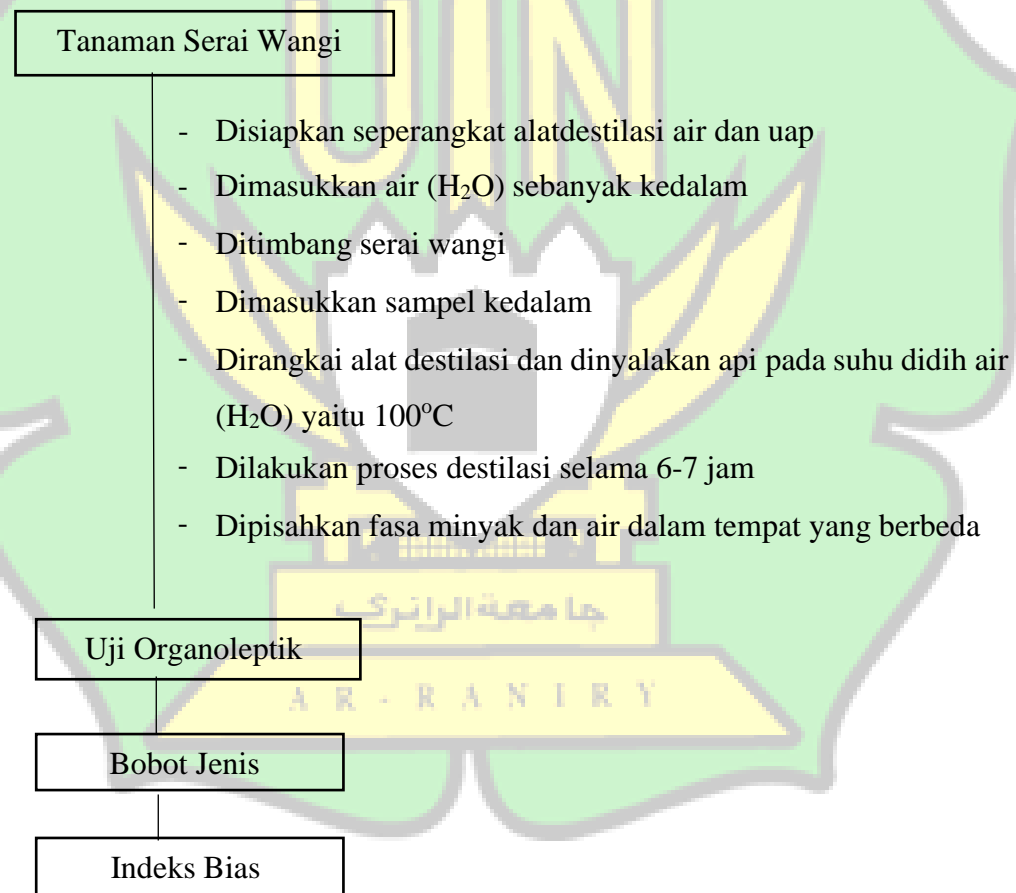 Tanaman Serai Wangi
- Disiapkan seperangkat alatdestilasi air dan uap
- Dimasukkan air (H₂O) sebanyak kedalam
- Ditimbang serai wangi
- Dimasukkan sampel kedalam
- Dirangkai alat destilasi dan dinyalakan api pada suhu didih air
(H₂O) yaitu 100°C
- Dilakukan proses destilasi selama 6-7 jam
- Dipisahkan fasa minyak dan air dalam tempat yang berbeda
جامعة الرانري
Uji Organoleptik
AR-RANIRY
Bobot Jenis
Indeks Bias
UIN